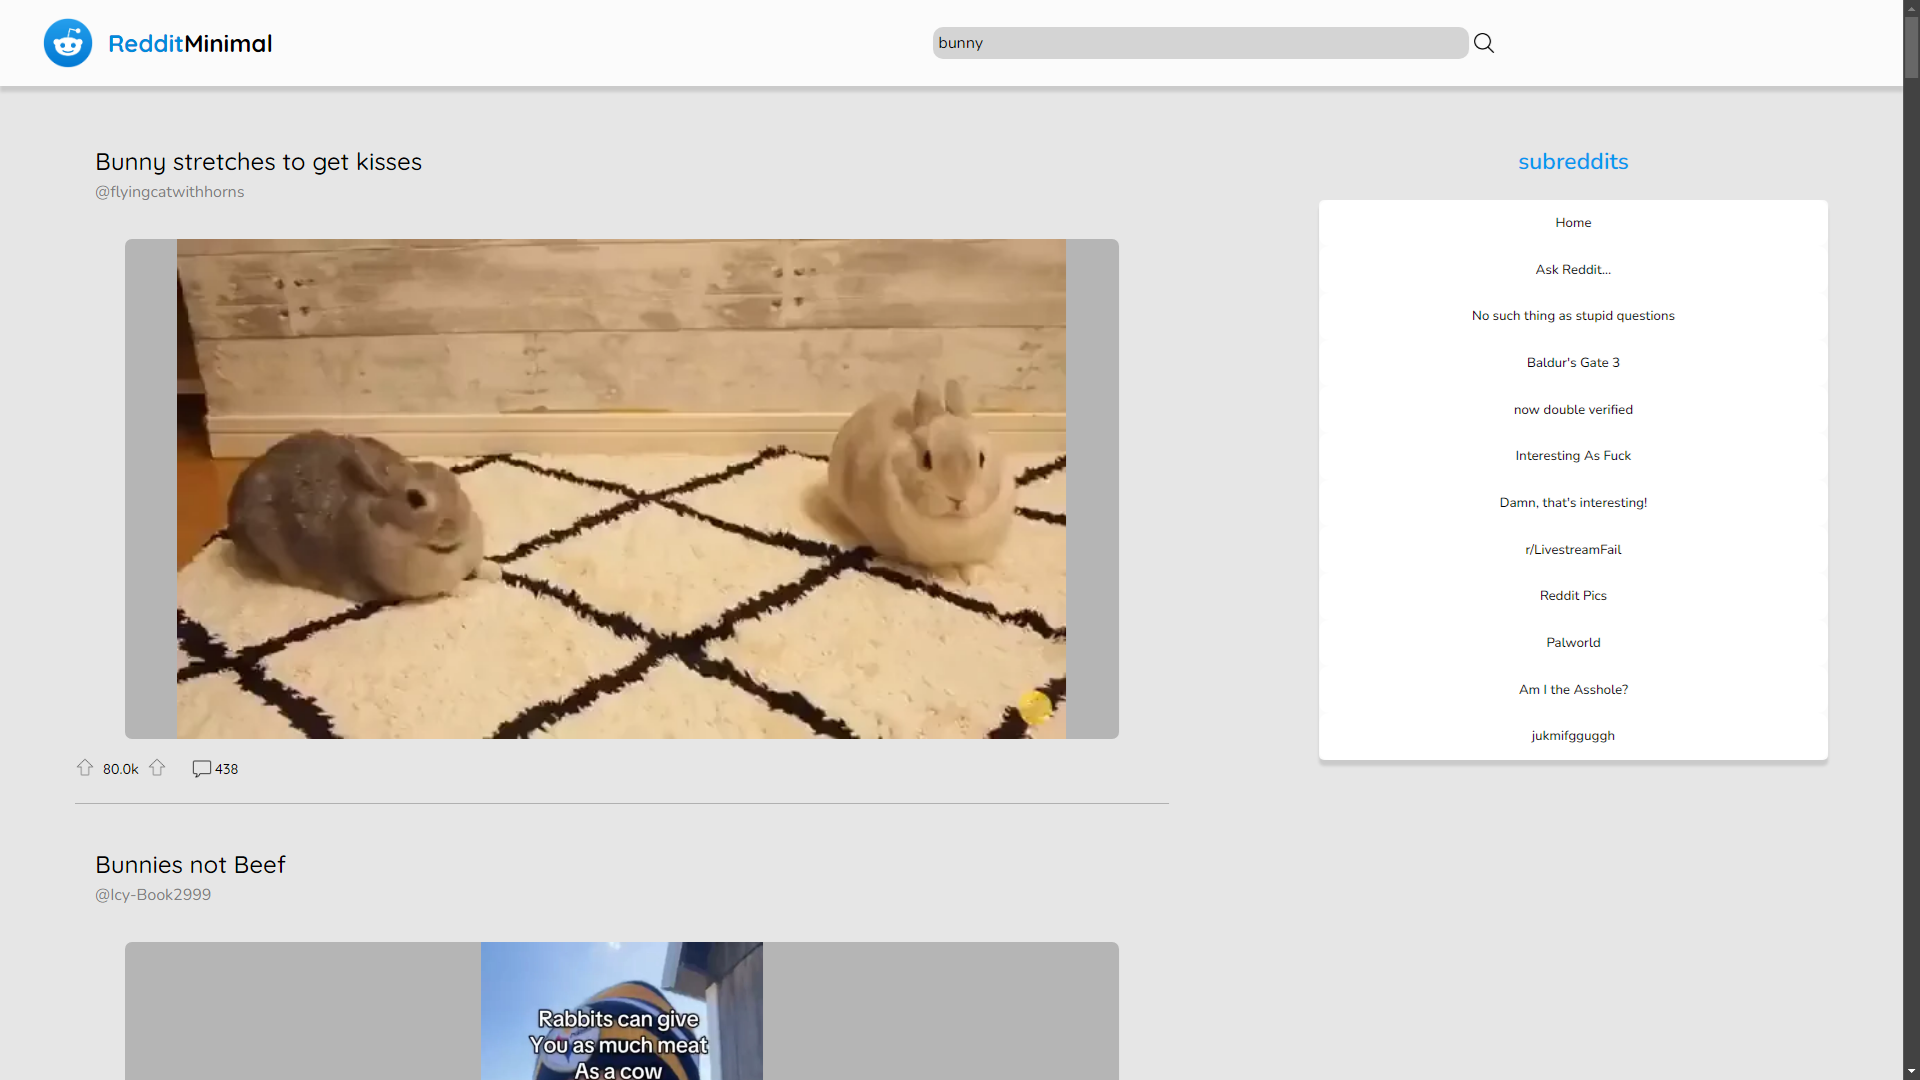 RedditMinimal
bunny
Bunny stretches to get kisses
@flyingcatwithhorns
80.0k
438
Bunnies not Beef
@Icy-Book2999
Rabbits can give
You as much meat
As a cow
subreddits
Home
Ask Reddit...
No such thing as stupid questions
Baldur's Gate 3
now double verified
Interesting As Fuck
Damn, that's interesting!
r/LivestreamFail
Reddit Pics
Palworld
Am I the Asshole?
jukmifgguggh